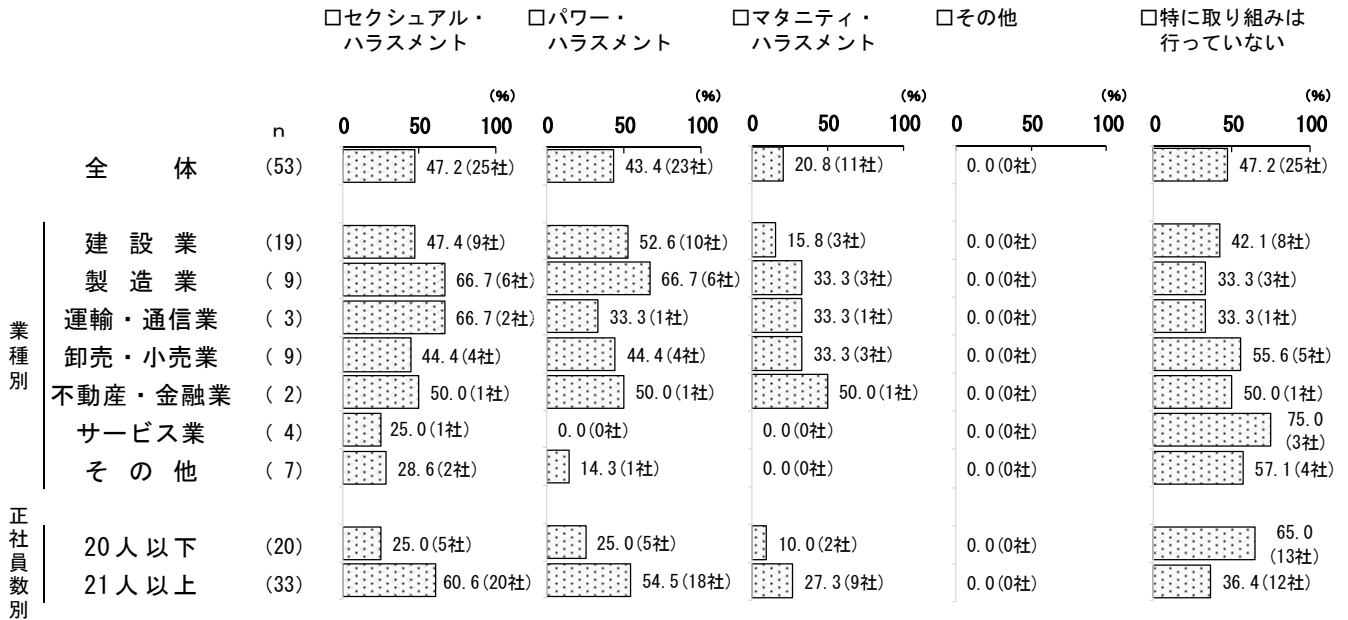 □セクシュアル・ □パワー・ □マタニティ・ □その他 □特に取り組みは
ハラスメント ハラスメント ハラスメント 行っていない
(%) (%) (%) (%) (%)
n 0 50 100 0 50 100 0 50 100 0 50 100 0 50 100
全体 (53) 47.2(25社) 43.4(23社) 20.8(11社) 0.0(0社) 47.2(25社)
業種別
建設業 (19) 47.4(9社) 52.6(10社) 15.8(3社) 0.0(0社) 42.1(8社)
製造業 ( 9) 66.7(6社) 66.7(6社) 33.3(3社) 0.0(0社) 33.3(3社)
運輸・通信業 ( 3) 66.7(2社) 33.3(1社) 33.3(1社) 0.0(0社) 33.3(1社)
卸売・小売業 ( 9) 44.4(4社) 44.4(4社) 33.3(3社) 0.0(0社) 55.6(5社)
不動産・金融業 ( 2) 50.0(1社) 50.0(1社) 50.0(1社) 0.0(0社) 50.0(1社)
サービス業 ( 4) 25.0(1社) 0.0(0社) 0.0(0社) 0.0(0社) 75.0
(3社)
その他 ( 7) 28.6(2社) 14.3(1社) 0.0(0社) 0.0(0社) 57.1(4社)
正社員数別
20人以下 (20) 25.0(5社) 25.0(5社) 10.0(2社) 0.0(0社) 65.0
(13社)
21人以上 (33) 60.6(20社) 54.5(18社) 27.3(9社) 0.0(0社) 36.4(12社)